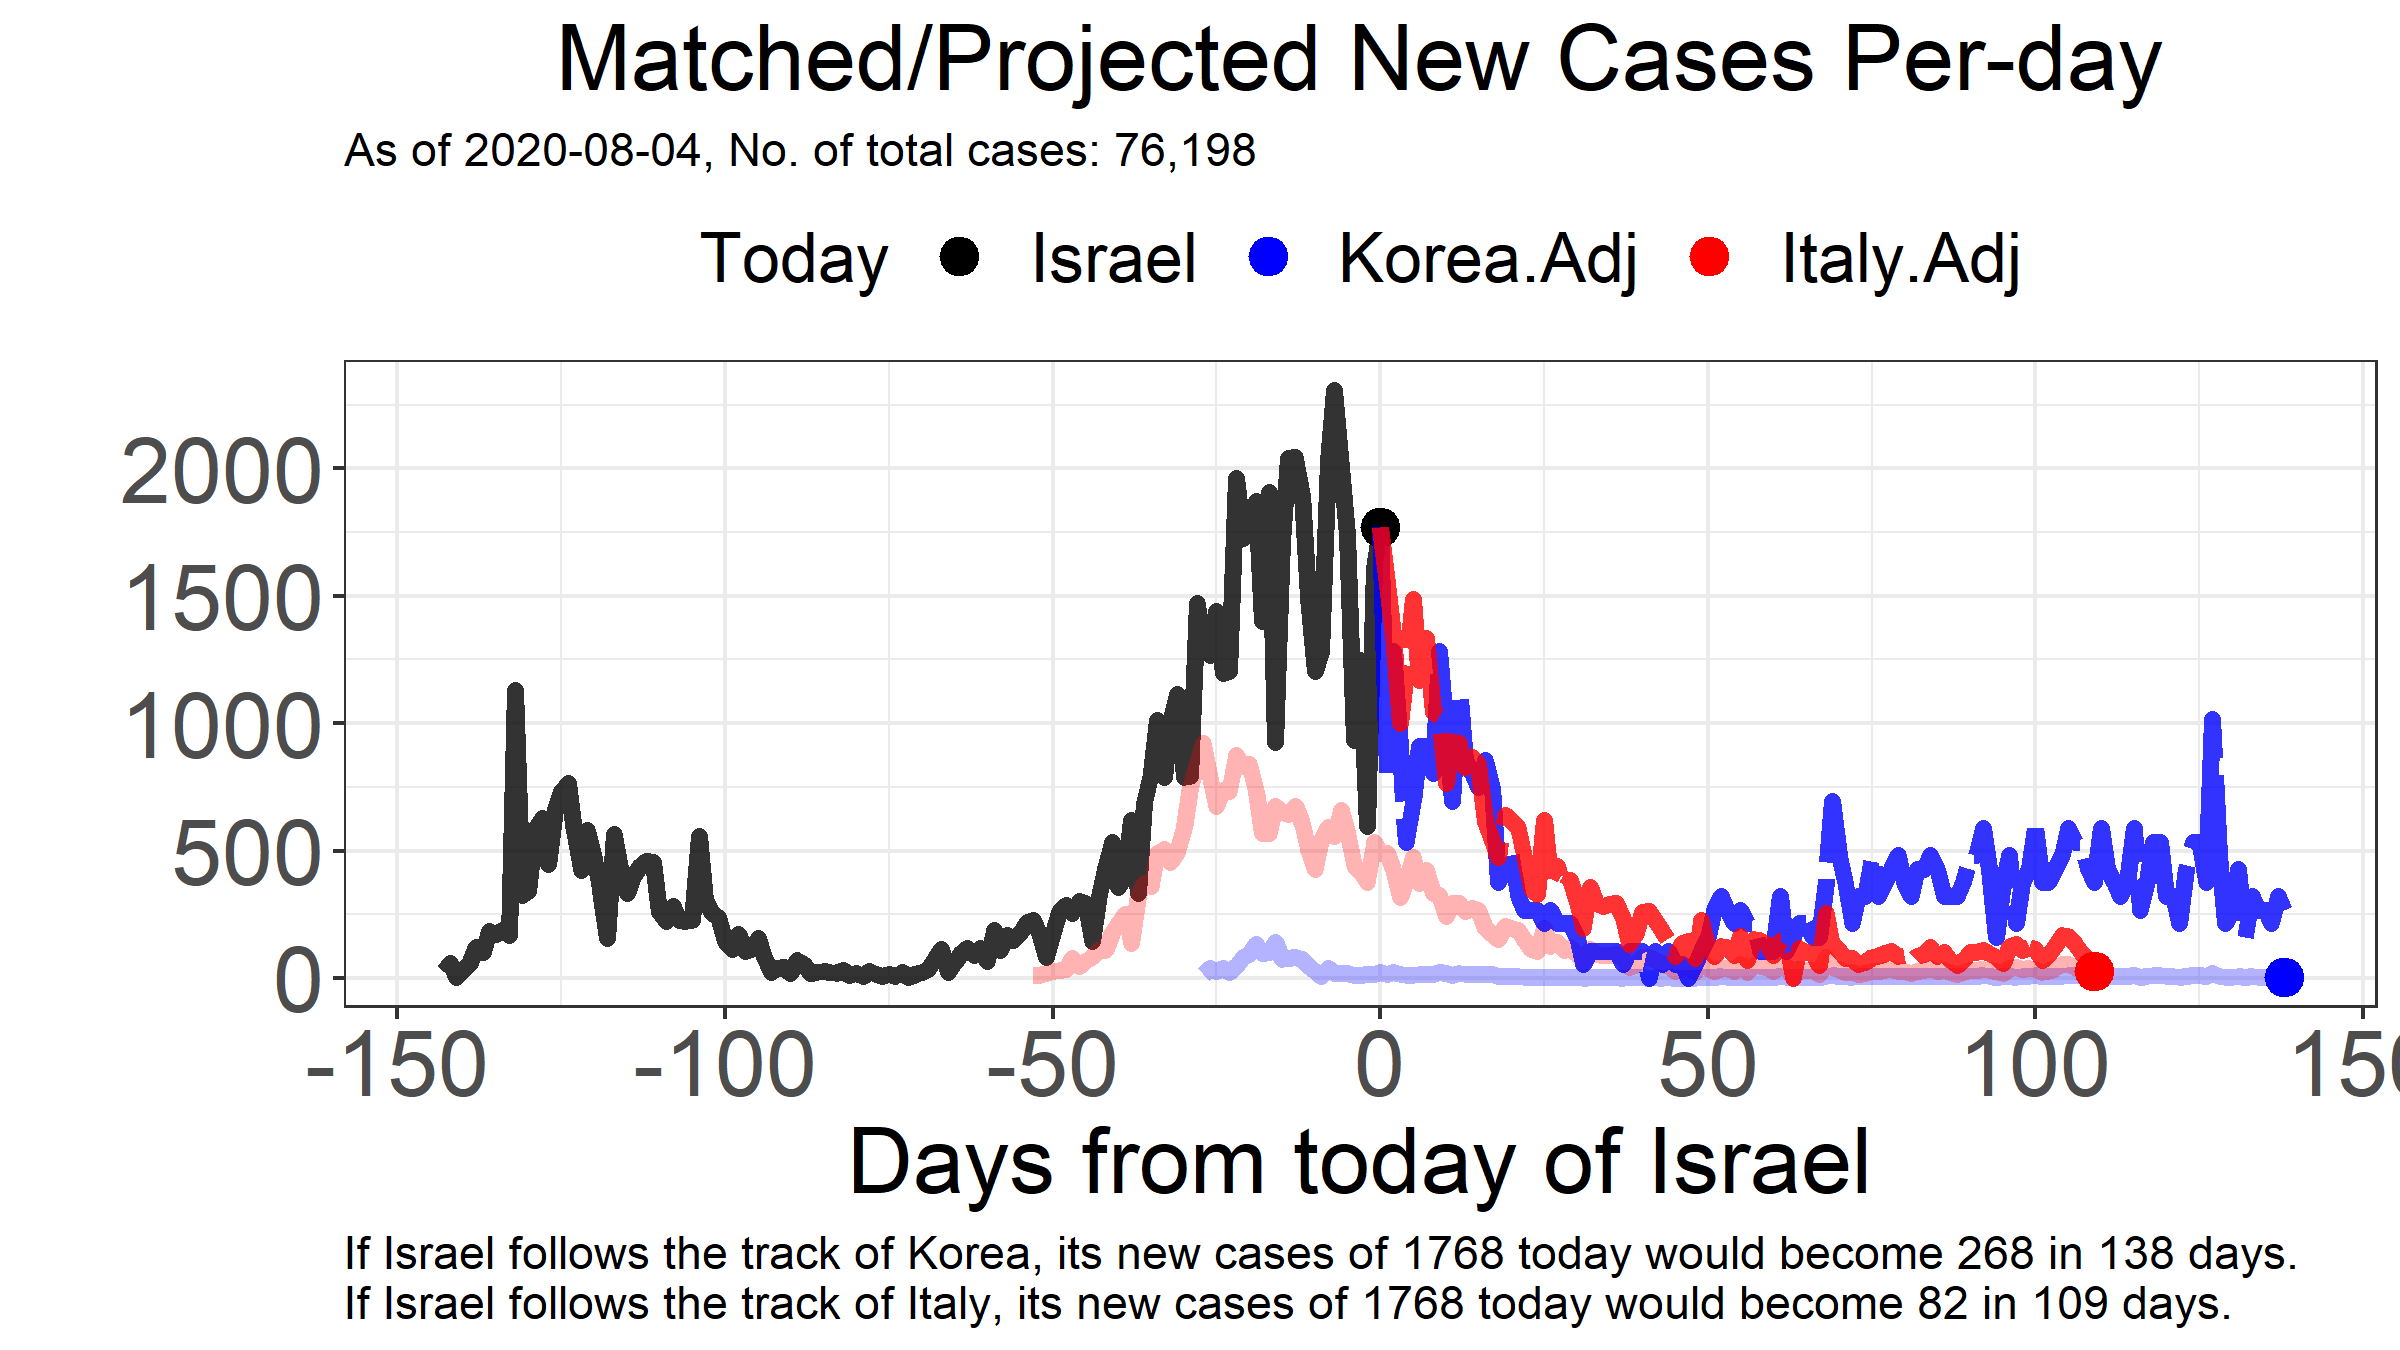 Matched/Projected New Cases Per-day
As of 2020-08-04, No. of total cases: 76,198
Today Israel Korea.Adj Italy.Adj
2000
1500
1000
500
0
-150 -100 -50 0 50 100 150
Days from today of Israel
If Israel follows the track of Korea, its new cases of 1768 today would become 268 in 138 days.
If Israel follows the track of Italy, its new cases of 1768 today would become 82 in 109 days.